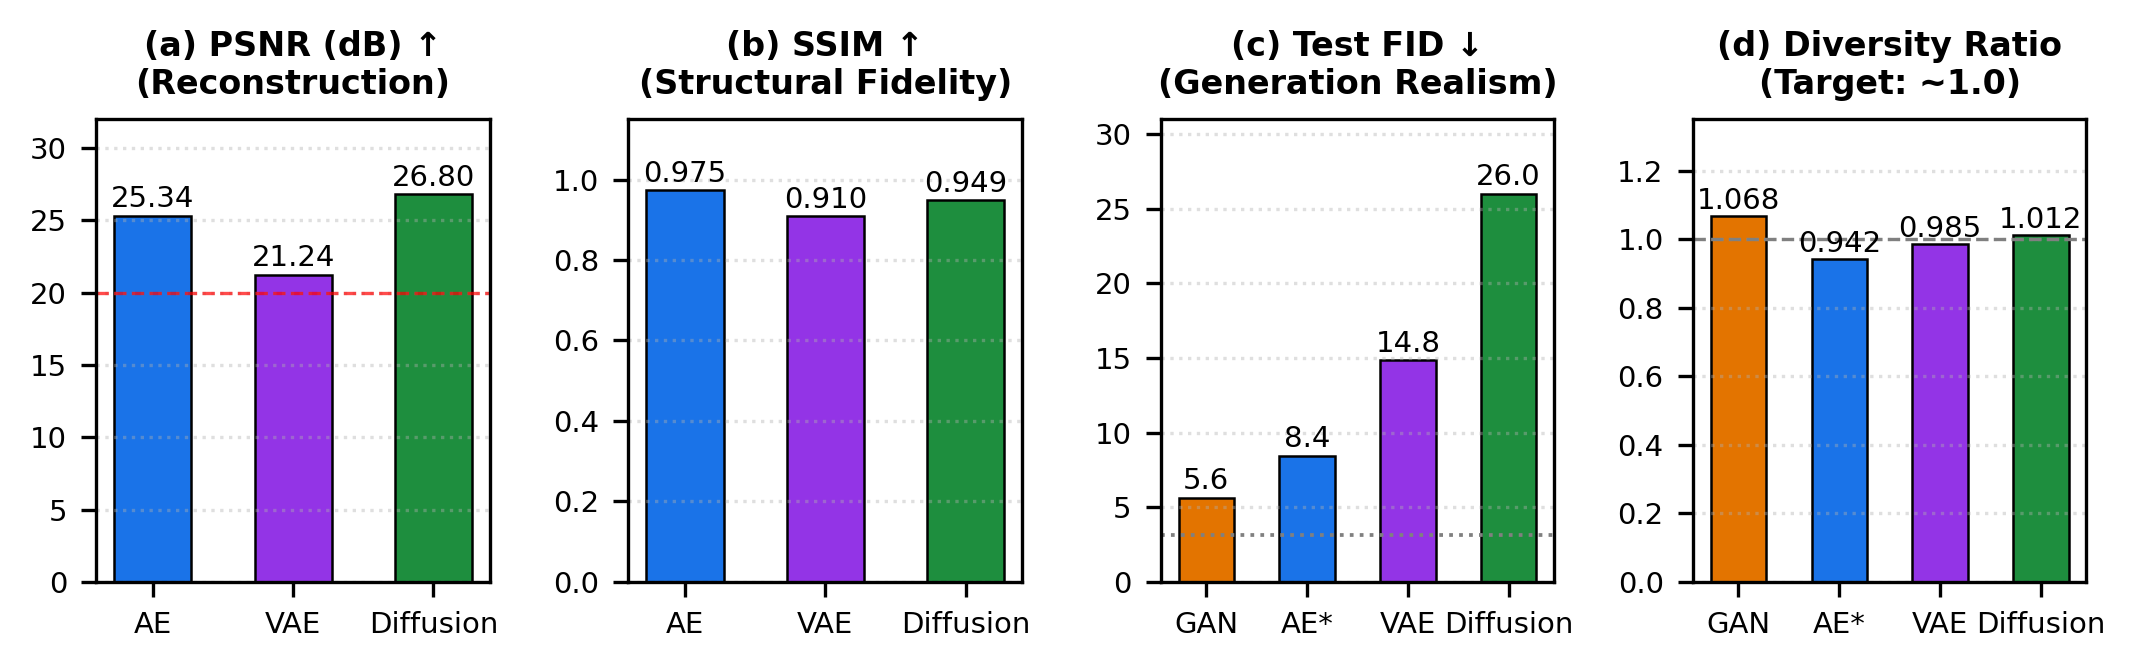 (a) PSNR (dB) ↑
(Reconstruction)
30
25
20
15
10
5
0
25.34
21.24
26.80
AE
VAE
Diffusion
(b) SSIM ↑
(Structural Fidelity)
1.0
0.8
0.6
0.4
0.2
0.0
0.975
0.910
0.949
AE
VAE
Diffusion
(c) Test FID ↓
(Generation Realism)
30
25
20
15
10
5
0
5.6
8.4
14.8
26.0
GAN
AE*
VAE
Diffusion
(d) Diversity Ratio
(Target: ~1.0)
1.2
1.0
0.8
0.6
0.4
0.2
0.0
1.068
0.942
0.985
1.012
GAN
AE*
VAE
Diffusion